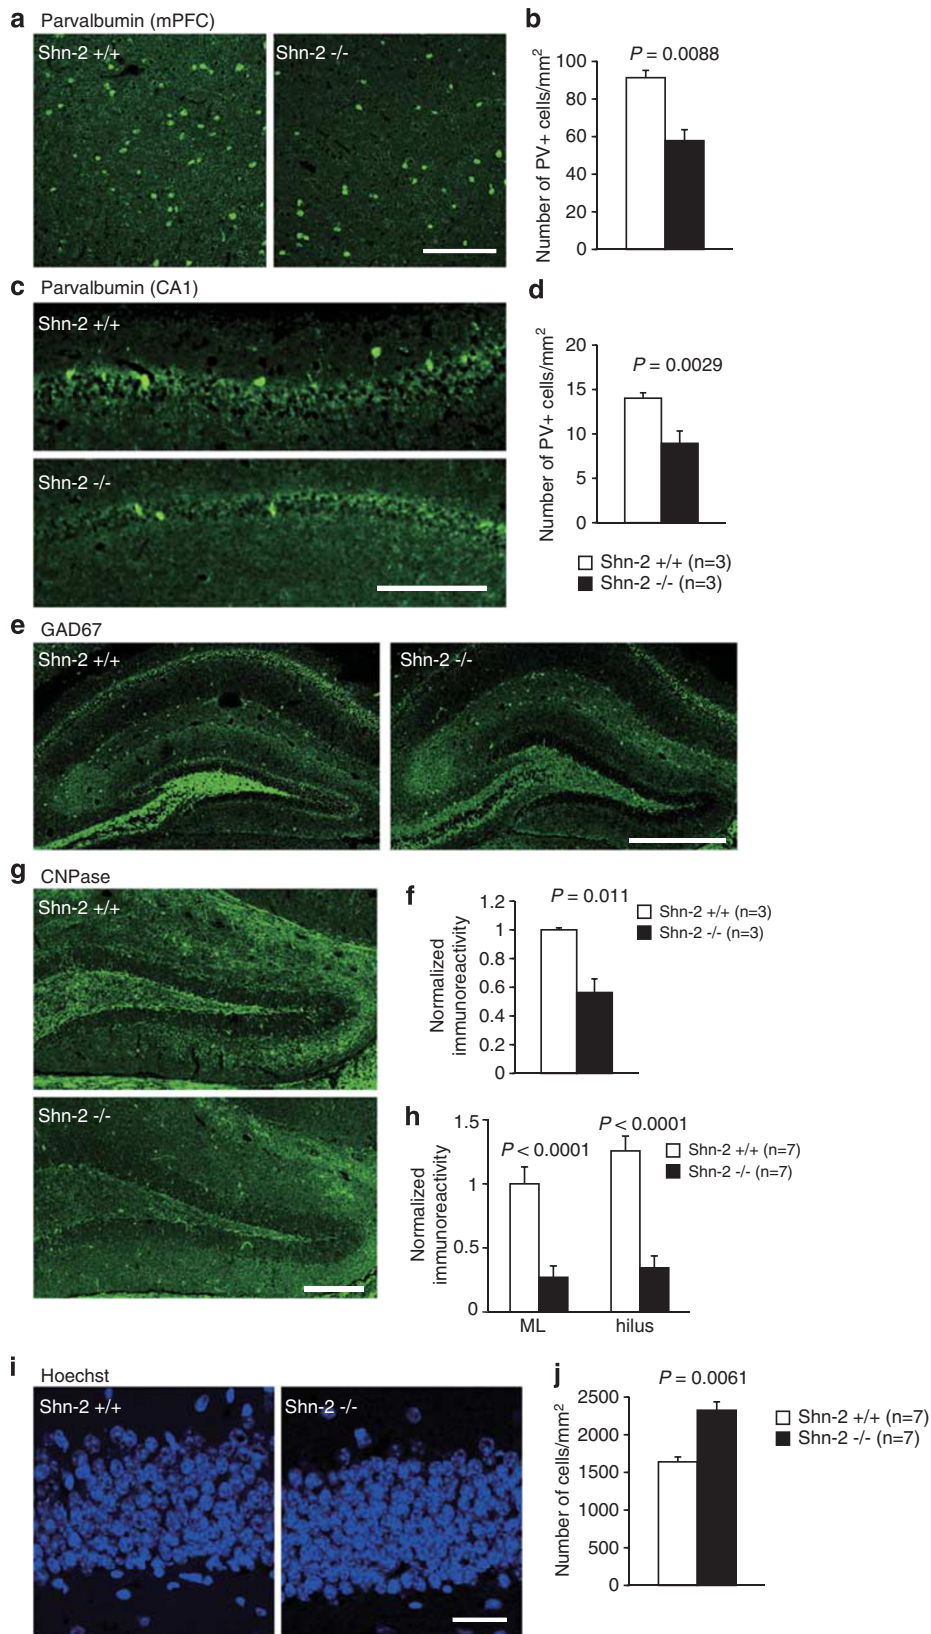 a Parvalbumin (mPFC)
Shn-2 +/+
Shn-2 -/-
b
P = 0.0088
Number of PV+ cells/mm²
100
80
60
40
20
0
c Parvalbumin (CA1)
Shn-2 +/+
Shn-2 -/-
d
P = 0.0029
Number of PV+ cells/mm²
20
15
10
5
0
Shn-2 +/+ (n=3)
Shn-2 -/- (n=3)
e GAD67
Shn-2 +/+
Shn-2 -/-
g CNPase
Shn-2 +/+
Shn-2 -/-
f
P = 0.011
Normalized
immunoreactivity
1.2
1
0.8
0.6
0.4
0.2
0
Shn-2 +/+ (n=3)
Shn-2 -/- (n=3)
h
P < 0.0001
P < 0.0001
Normalized
immunoreactivity
1.5
1
0.5
0
ML
hilus
Shn-2 +/+ (n=7)
Shn-2 -/- (n=7)
i Hoechst
Shn-2 +/+
Shn-2 -/-
j
P = 0.0061
Number of cells/mm²
2500
2000
1500
1000
500
0
Shn-2 +/+ (n=7)
Shn-2 -/- (n=7)